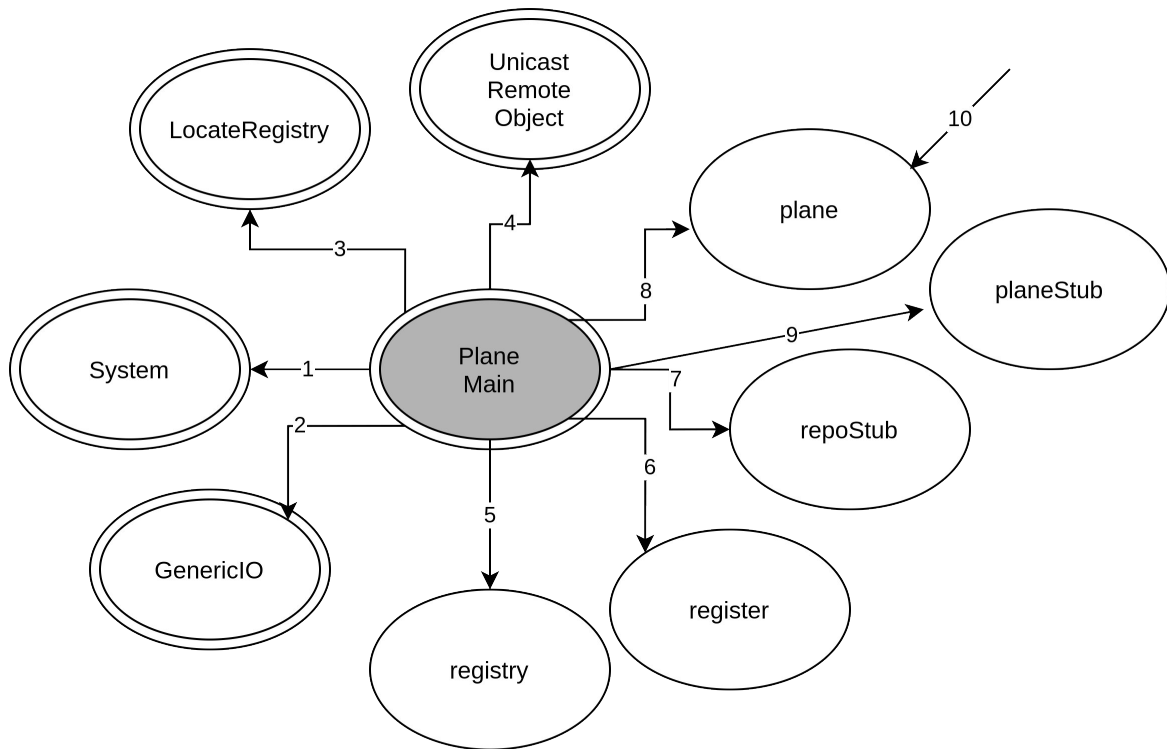 Unicast
Remote
Object
LocateRegistry
10
plane
4
3
8
planeStub
9
Plane
Main
System
1
7
2
repoStub
6
5
GenericIO
register
registry